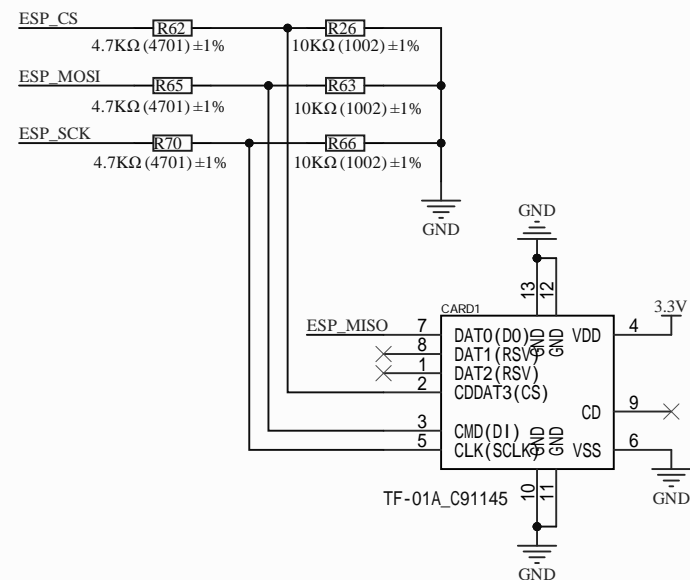 ESP_CS
R62
R26
4.7KΩ(4701)±1%
10KΩ(1002)±1%
ESP_MOSI
R65
R63
4.7KΩ(4701)±1%
10KΩ(1002)±1%
ESP_SCK
R70
R66
4.7KΩ(4701)±1%
10KΩ(1002)±1%
GND
GND
13
12
CARD1
3.3V
ESP_MISO
7
DAT0(D0)
GND
GND
VDD
4
8
DAT1(RSV)
1
DAT2(RSV)
2
CDDAT3(CS)
CD
9
3
CMD(DI)
5
CLK(SCLK)
GND
GND
VSS
6
TF-01A_C91145
10
11
GND
GND